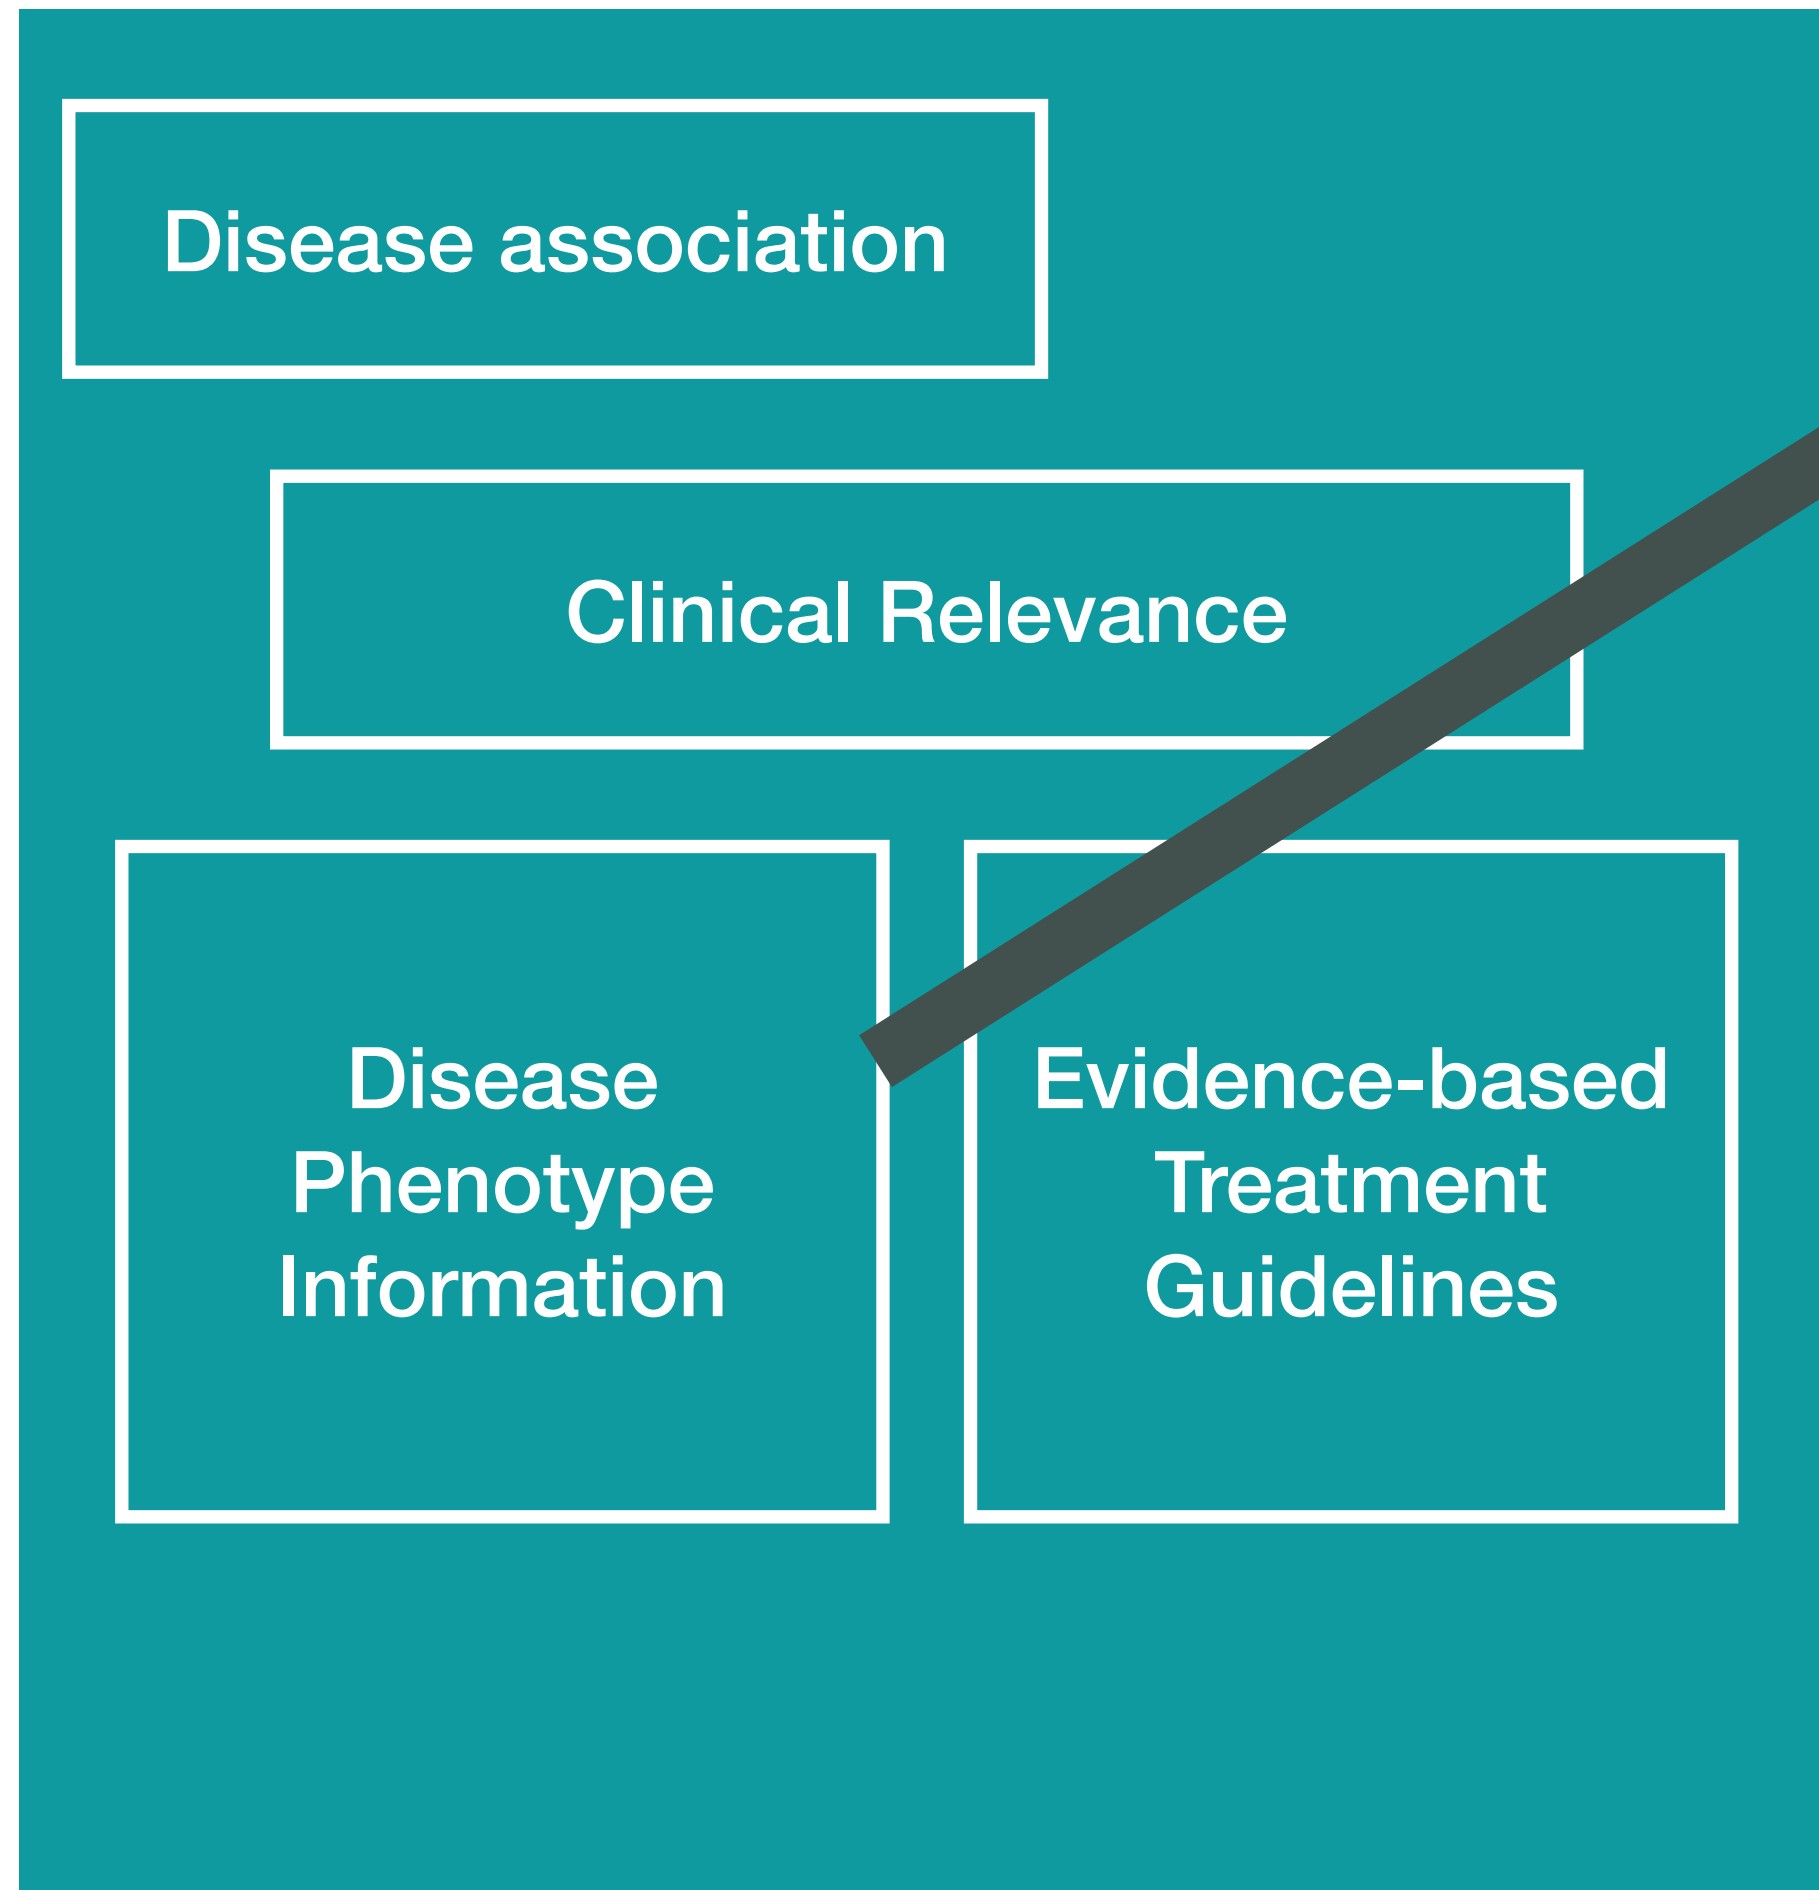 Disease association
Clinical Relevance
Disease
Phenotype
Information
Evidence-based
Treatment
Guidelines